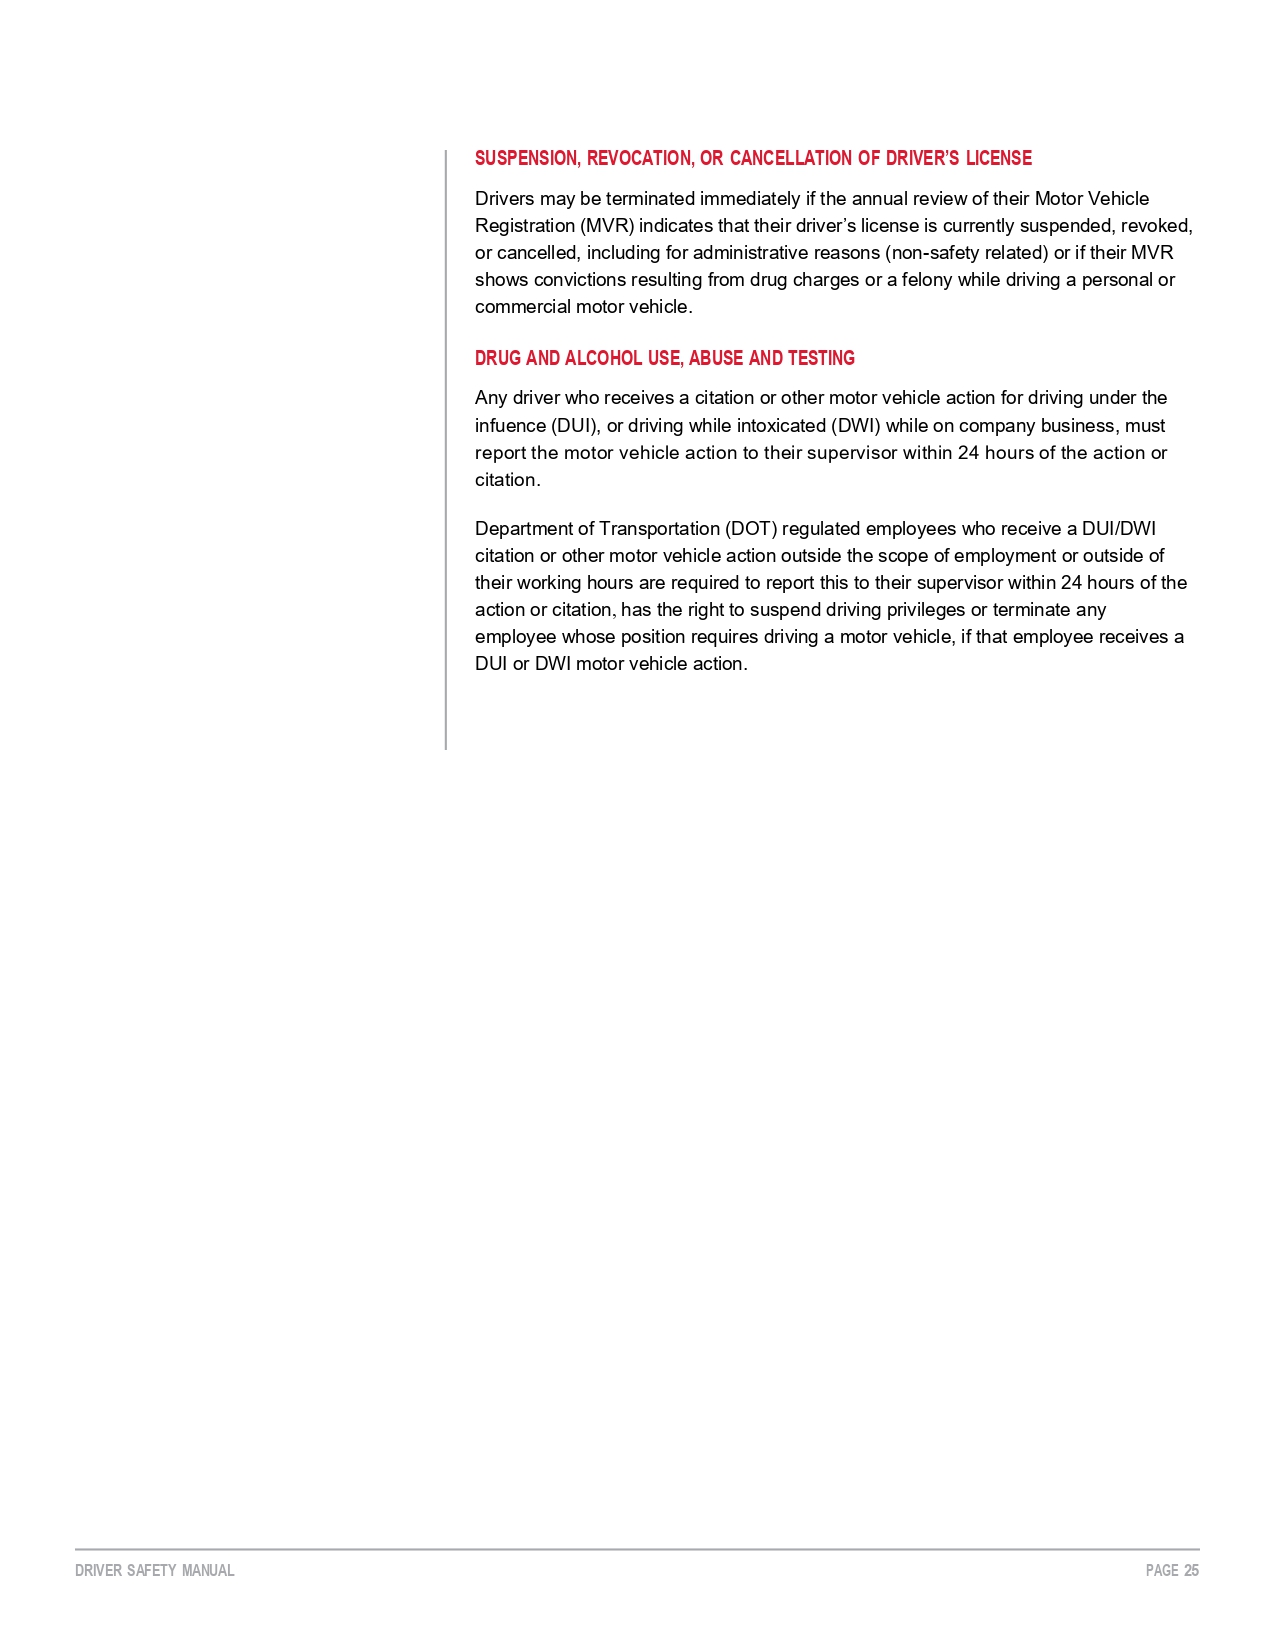 SUSPENSION, REVOCATION, OR CANCELLATION OF DRIVER’S LICENSE
Drivers may be terminated immediately if the annual review of their Motor Vehicle
Registration (MVR) indicates that their driver’s license is currently suspended, revoked,
or cancelled, including for administrative reasons (non-safety related) or if their MVR
shows convictions resulting from drug charges or a felony while driving a personal or
commercial motor vehicle.
DRUG AND ALCOHOL USE, ABUSE AND TESTING
Any driver who receives a citation or other motor vehicle action for driving under the
infuence (DUI), or driving while intoxicated (DWI) while on company business, must
report the motor vehicle action to their supervisor within 24 hours of the action or
citation.
Department of Transportation (DOT) regulated employees who receive a DUI/DWI
citation or other motor vehicle action outside the scope of employment or outside of
their working hours are required to report this to their supervisor within 24 hours of the
action or citation, has the right to suspend driving privileges or terminate any
employee whose position requires driving a motor vehicle, if that employee receives a
DUI or DWI motor vehicle action.
DRIVER SAFETY MANUAL
PAGE 25